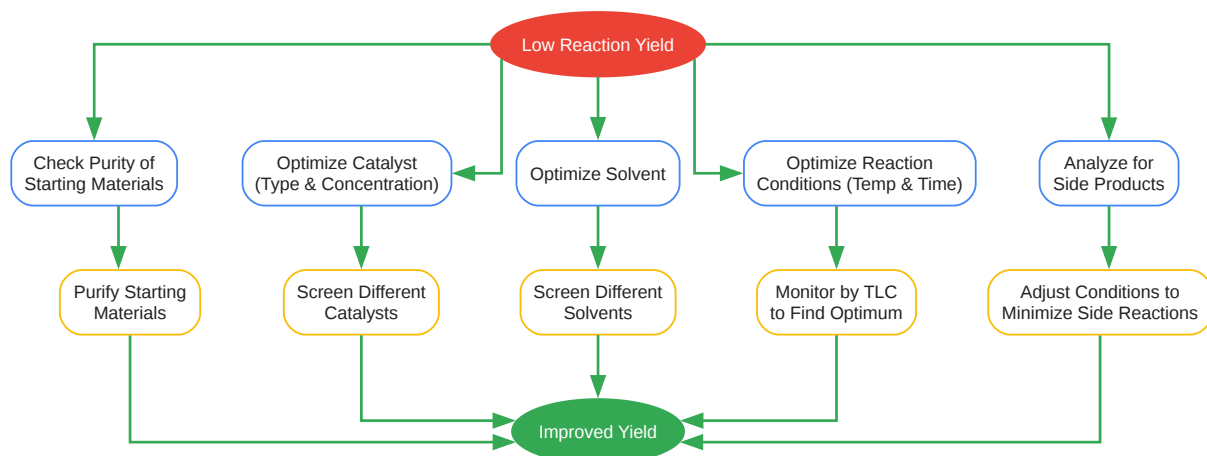 Low Reaction Yield
Check Purity of
Starting Materials
Optimize Catalyst
(Type & Concentration)
Optimize Solvent
Optimize Reaction
Conditions (Temp & Time)
Analyze for
Side Products
Purify Starting
Materials
Screen Different
Catalysts
Screen Different
Solvents
Monitor by TLC
to Find Optimum
Adjust Conditions to
Minimize Side Reactions
Improved Yield